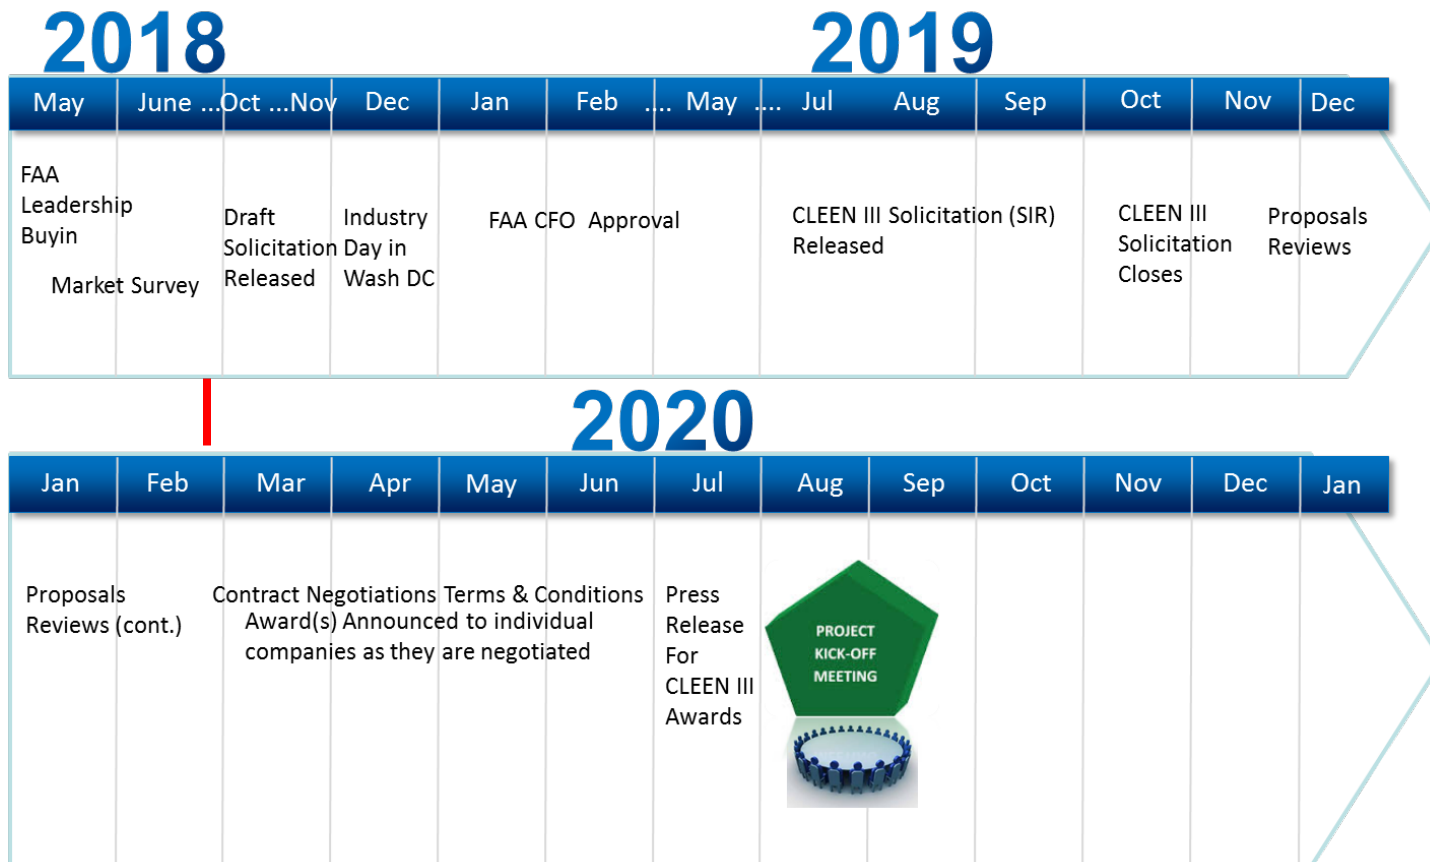 2018
2019
May June ...Oct ...Nov Dec Jan Feb .... May .... Jul Aug Sep Oct Nov Dec
FAA
Leadership
Buyin
Market Survey
Draft
Solicitation
Released
Industry
Day in
Wash DC
FAA CFO Approval
CLEEN III Solicitation (SIR)
Released
CLEEN III
Solicitation
Closes
Proposals
Reviews
2020
Jan Feb Mar Apr May Jun Jul Aug Sep Oct Nov Dec Jan
Proposals
Reviews (cont.)
Contract Negotiations Terms & Conditions
Award(s) Announced to individual
companies as they are negotiated
Press
Release
For
CLEEN III
Awards
PROJECT
KICK-OFF
MEETING